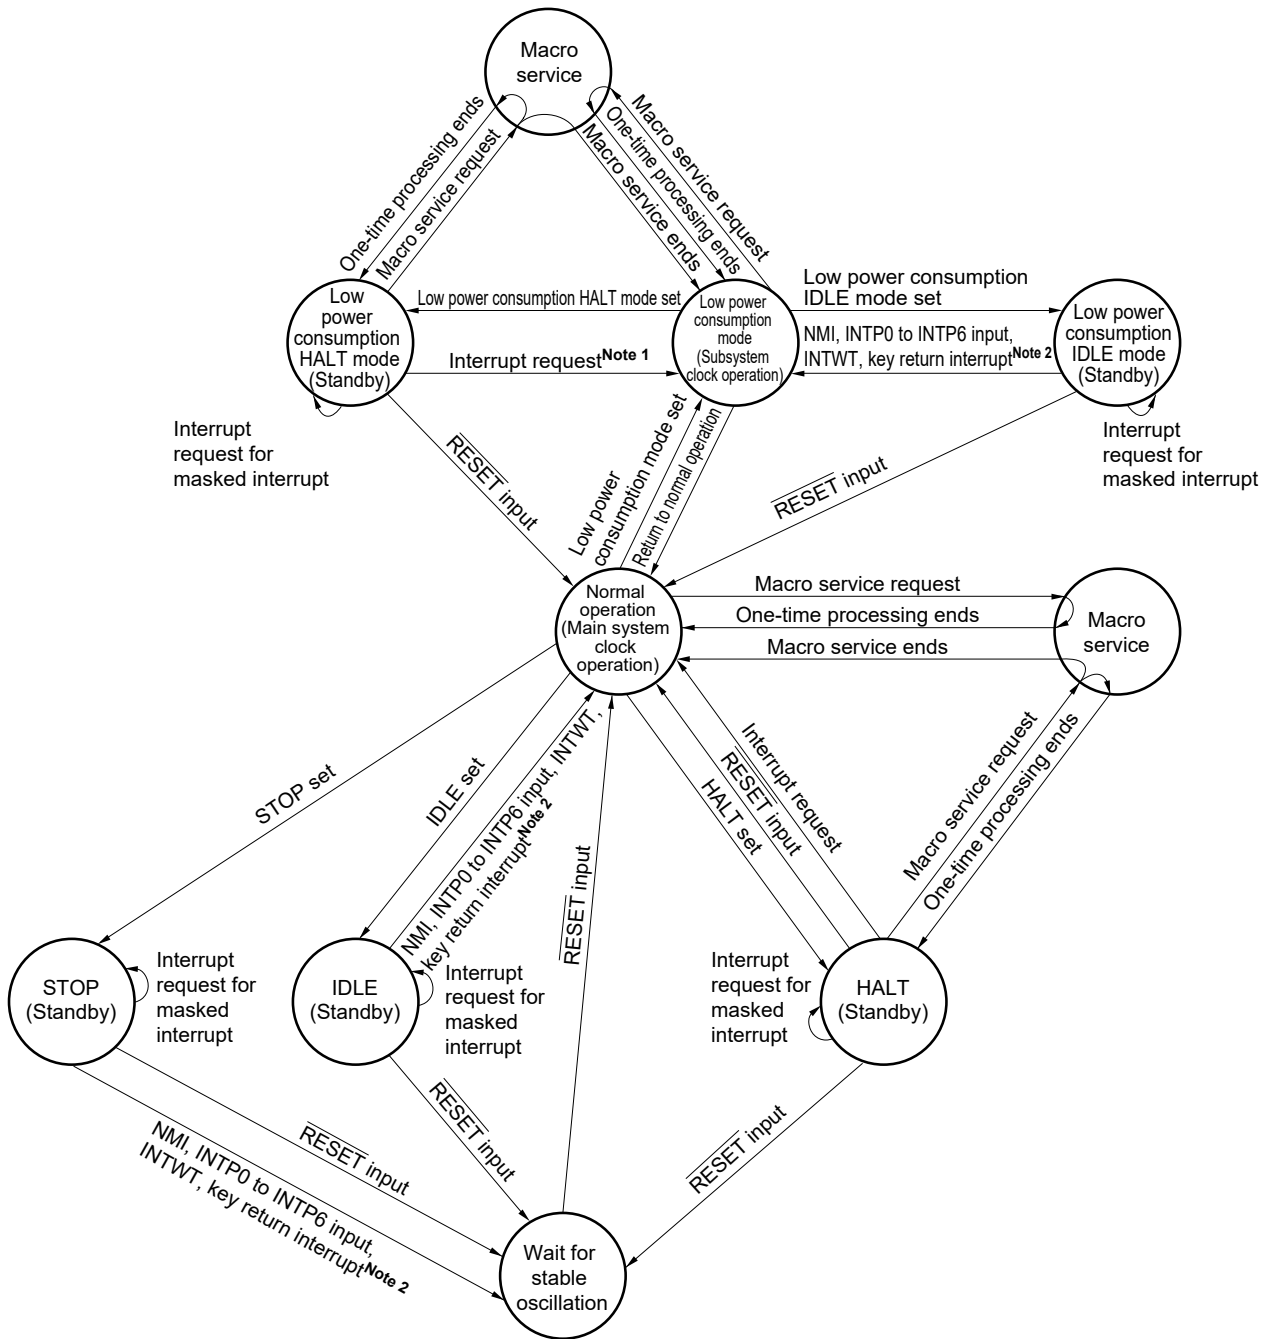 Macro
service
One-time processing ends
Macro service request
Macro service ends
One-time processing ends
Macro service request
Low
power
consumption
HALT mode
(Standby)
Low power consumption HALT mode set
Interrupt request Note 1
Low power
consumption
mode
(Subsystem
clock operation)
Low power consumption
IDLE mode set
NMI, INTP0 to INTP6 input,
INTWT, key return interrupt Note 2
Low power
consumption
IDLE mode
(Standby)
Interrupt
request for
masked interrupt
RESET input
Low power
consumption mode set
Return to normal operation
RESET input
Interrupt
request for
masked interrupt
Normal
operation
(Main system
clock
operation)
Macro service request
One-time processing ends
Macro service ends
Macro
service
STOP set
IDLE set
NMI, INTP0 to INTP6 input, INTWT,
key return interrupt Note 2
RESET input
HALT set
RESET input
Interrupt request
Macro service request
One-time processing ends
STOP
(Standby)
Interrupt
request for
masked
interrupt
IDLE
(Standby)
Interrupt
request for
masked
interrupt
Interrupt
request for
masked
interrupt
HALT
(Standby)
RESET input
NMI, INTP0 to INTP6 input,
INTWT, key return interrupt Note 2
RESET input
RESET input
Wait for
stable
oscillation